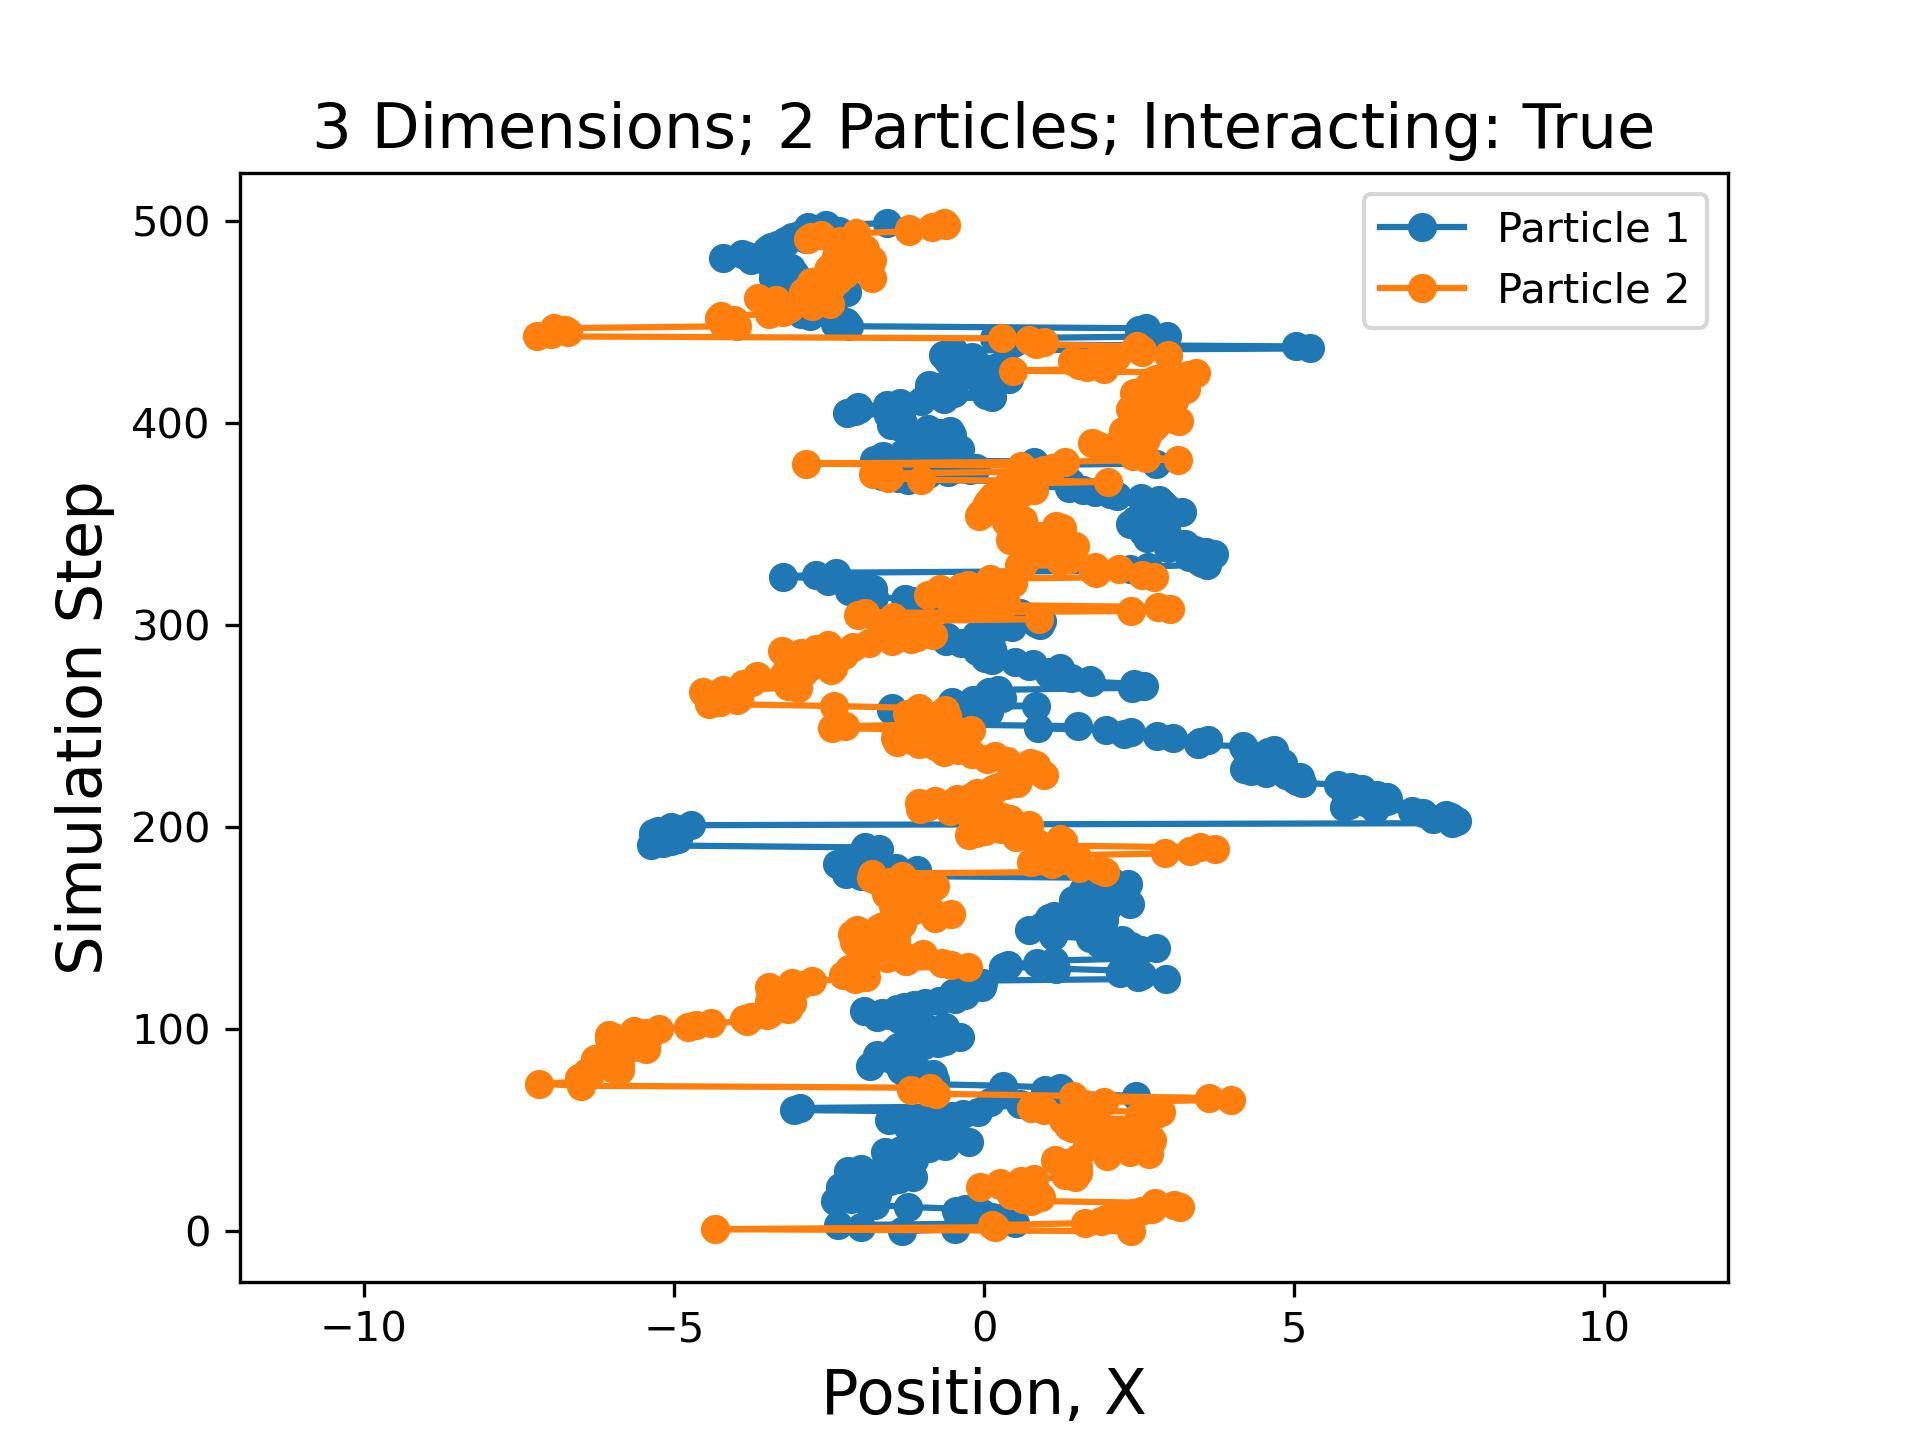 3 Dimensions; 2 Particles; Interacting: True
Particle 1
Particle 2
Simulation Step
500
400
300
200
100
0
−10
−5
0
5
10
Position, X